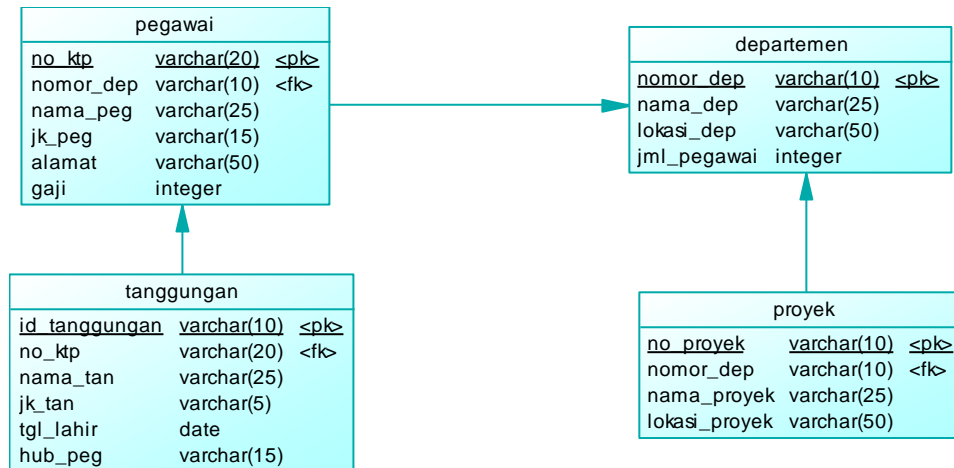 pegawai
no_ktp varchar(20) <pk>
nomor_dep varchar(10) <fk>
nama_peg varchar(25)
jk_peg varchar(15)
alamat varchar(50)
gaji integer
departemen
nomor_dep varchar(10) <pk>
nama_dep varchar(25)
lokasi_dep varchar(50)
jml_pegawai integer
tanggungan
id_tanggungan varchar(10) <pk>
no_ktp varchar(20) <fk>
nama_tan varchar(25)
jk_tan varchar(5)
tgl_lahir date
hub_peg varchar(15)
proyek
no_proyek varchar(10) <pk>
nomor_dep varchar(10) <fk>
nama_proyek varchar(25)
lokasi_proyek varchar(50)